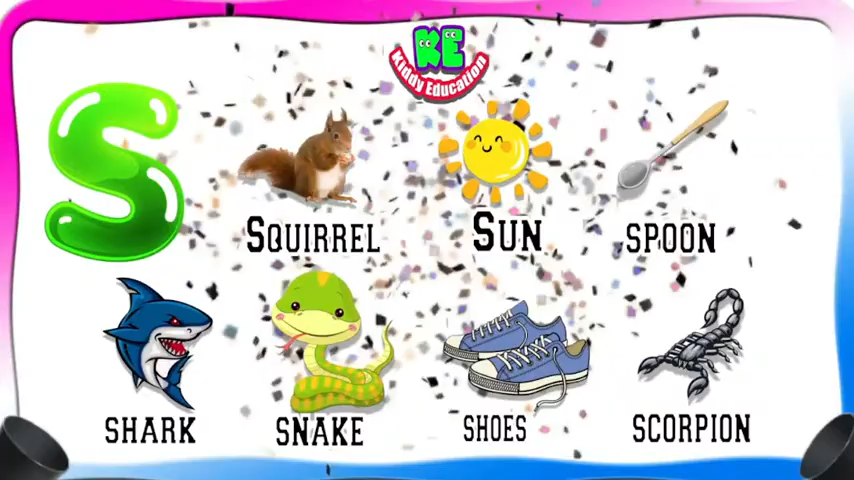 KE
Kiddy Education
S
SQUIRREL
SUN
SPOON
SHARK
SNAKE
SHOES
SCORPION